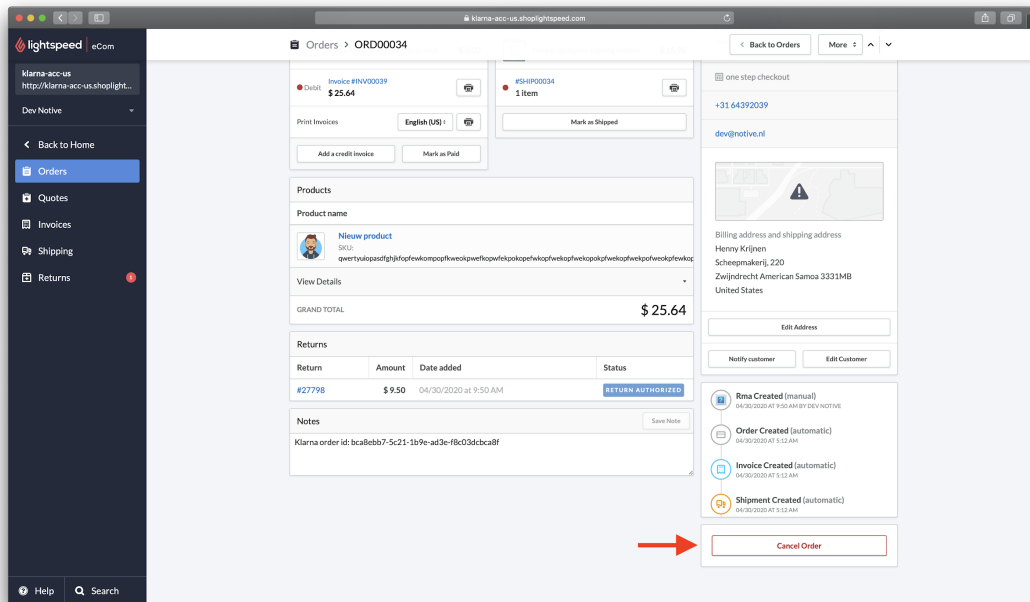 klarna-acc-us.shoplightspeed.com
lightspeed eCom
Orders > ORD00034
Back to Orders
More
klarna-acc-us
http://klarna-acc-us.shoplight...
Dev Notive
Back to Home
Orders
Quotes
Invoices
Shipping
Returns 1
Help
Search
Debit
Invoice #INV00039
$ 25.64
Print Invoices
English (US)
Add a credit invoice
Mark as Paid
#SHIP00034
1 item
Mark as Shipped
Products
Product name
Nieuw product
SKU:
View Details
GRAND TOTAL
$ 25.64
Returns
Return Amount Date added Status
#27798 $ 9.50 04/30/2020 at 9:50 AM RETURN AUTHORIZED
Notes
Save Note
Klarna order id: bca8ebb7-5c21-1b9e-ad3e-f8c03dcbca8f
one step checkout
+31 64392039
dev@notive.nl
Billing address and shipping address
Henny Krijnen
Scheepmakerij, 220
Zwijndrecht American Samoa 3331MB
United States
Edit Address
Notify customer
Edit Customer
Rma Created (manual)
04/30/2020 AT 9:50 AM BY DEV NOTIVE
Order Created (automatic)
04/30/2020 AT 5:12 AM
Invoice Created (automatic)
04/30/2020 AT 5:12 AM
Shipment Created (automatic)
04/30/2020 AT 5:12 AM
Cancel Order